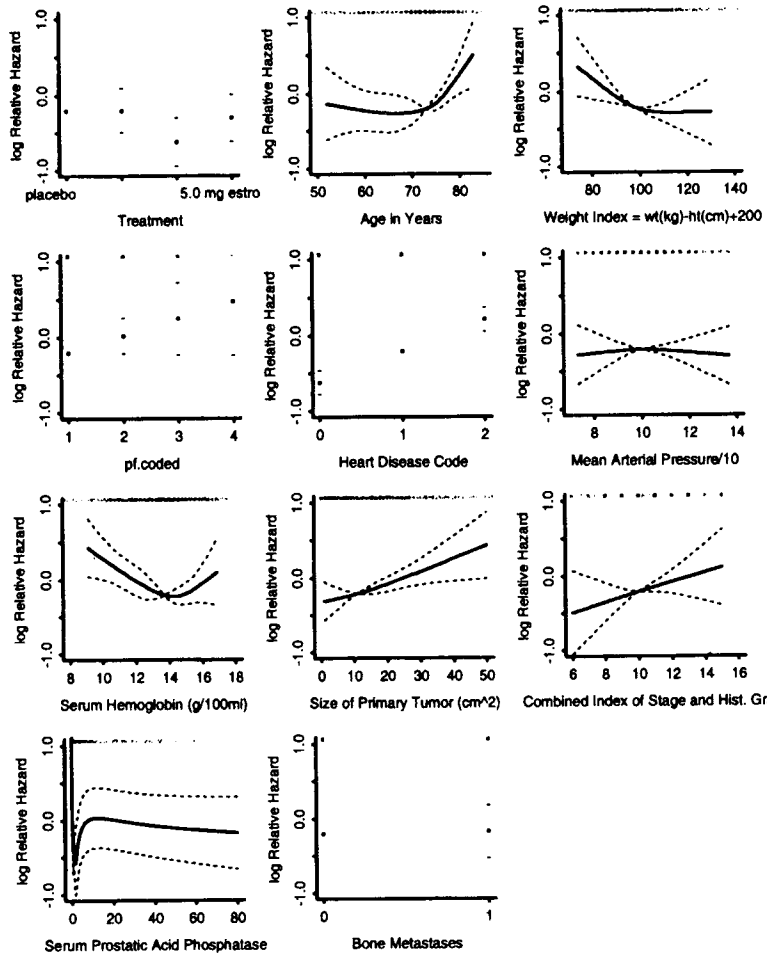 log Relative Hazard
1.0
0.0
-1.0
placebo
5.0 mg estro
Treatment
log Relative Hazard
1.0
0.0
-1.0
50 60 70 80
Age in Years
log Relative Hazard
1.0
0.0
-1.0
80 100 120 140
Weight Index = wt(kg)-ht(cm)+200
log Relative Hazard
1.0
0.0
-1.0
1 2 3 4
pf.coded
log Relative Hazard
1.0
0.0
-1.0
0 1 2
Heart Disease Code
log Relative Hazard
1.0
0.0
-1.0
8 10 12 14
Mean Arterial Pressure/10
log Relative Hazard
1.0
0.0
-1.0
8 10 12 14 16 18
Serum Hemoglobin (g/100ml)
log Relative Hazard
1.0
0.0
-1.0
0 10 20 30 40 50
Size of Primary Tumor (cm^2)
log Relative Hazard
1.0
0.0
-1.0
6 8 10 12 14 16
Combined Index of Stage and Hist. Gr
log Relative Hazard
1.0
0.0
-1.0
0 20 40 60 80
Serum Prostatic Acid Phosphatase
log Relative Hazard
1.0
0.0
-1.0
0 1
Bone Metastases